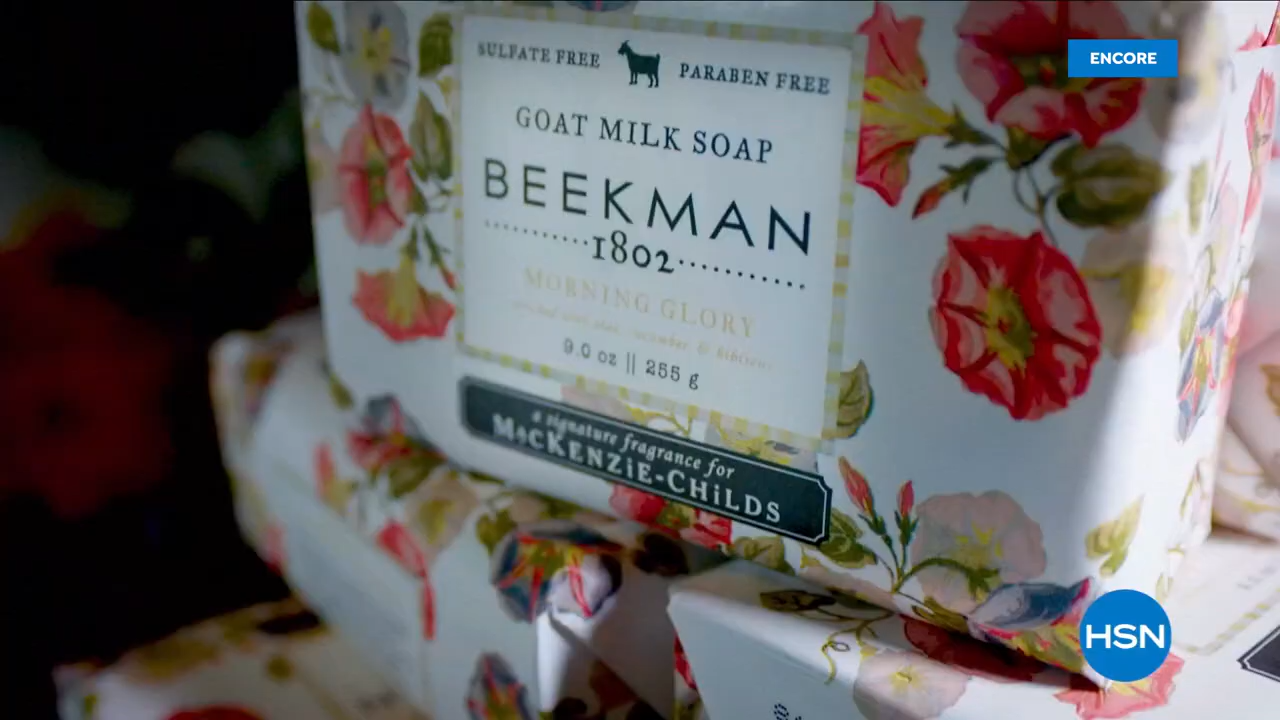 ENCORE
SULFATE FREE PARABEN FREE
GOAT MILK SOAP
BEEKMAN
1802
MORNING GLORY
9.0 oz || 255 g
a signature fragrance for
MacKENZiE-CHiLDS
HSN